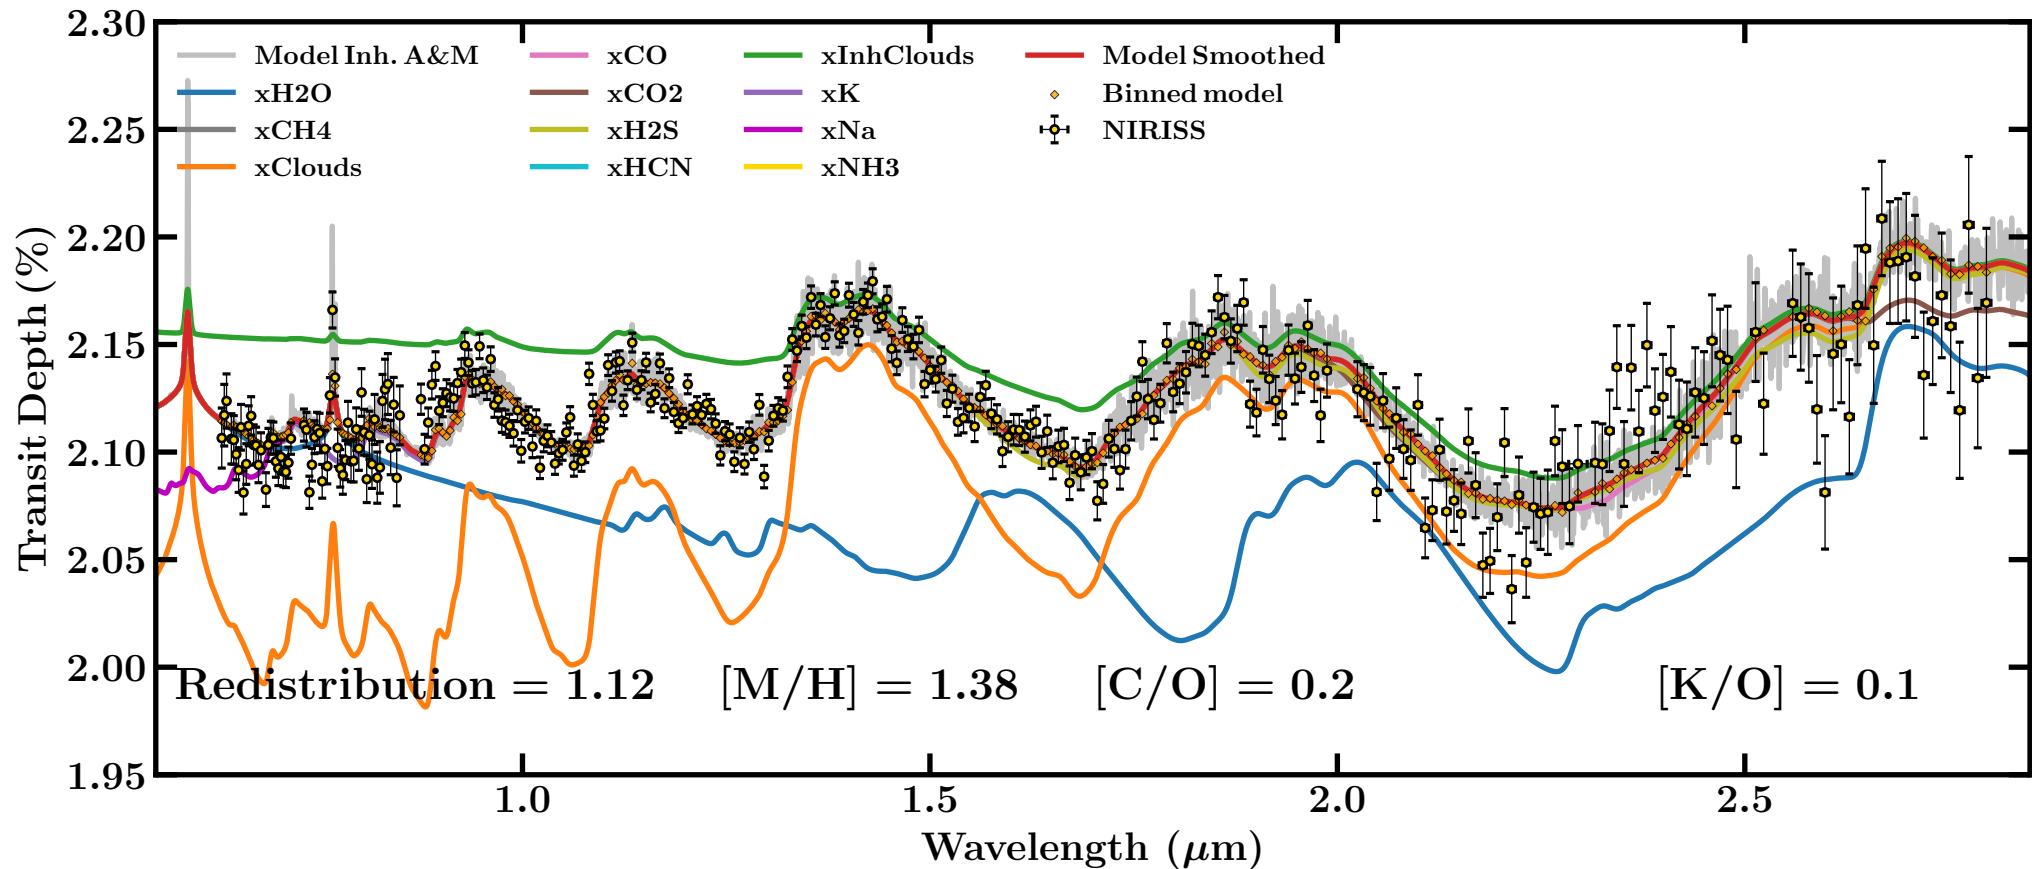 2.30
2.25
2.20
2.15
2.10
2.05
2.00
1.95
Transit Depth (%)
Model Inh. A&M
xH2O
xCH4
xClouds
xCO
xCO2
xH2S
xHCN
xInhClouds
xK
xNa
xNH3
Model Smoothed
Binned model
NIRISS
Redistribution = 1.12 [M/H] = 1.38 [C/O] = 0.2 [K/O] = 0.1
1.0 1.5 2.0 2.5
Wavelength (μm)